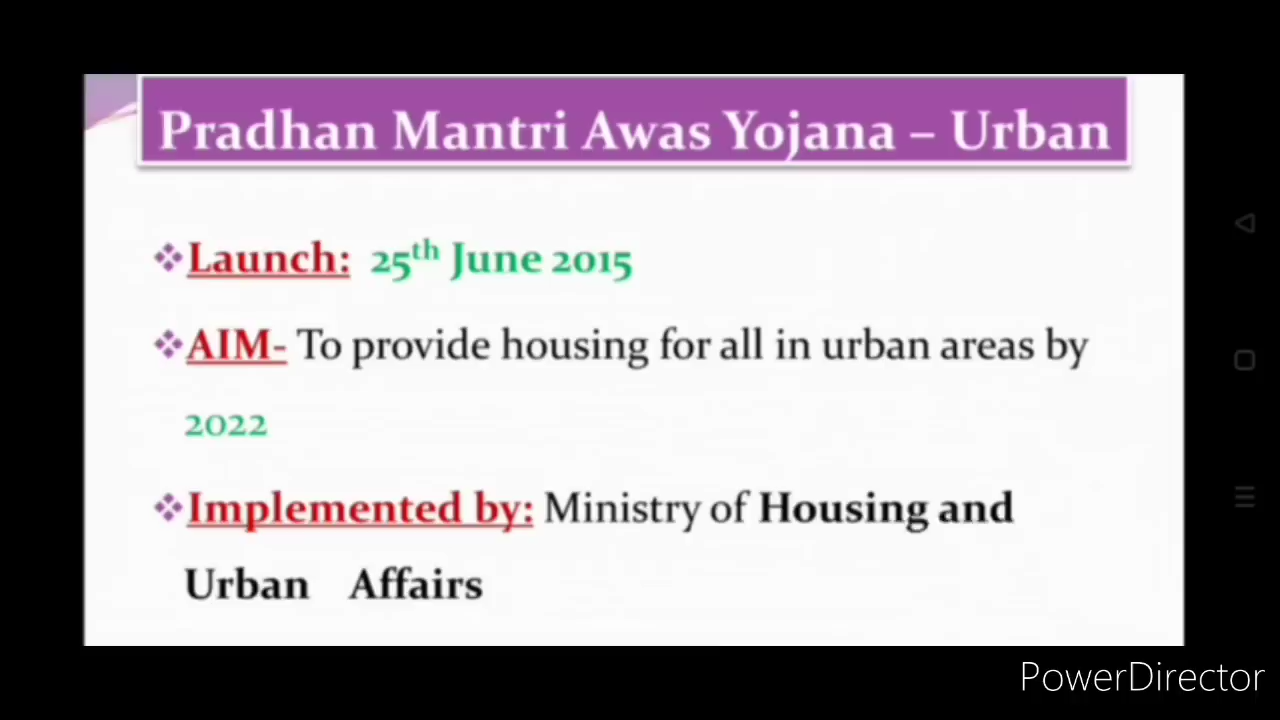 Pradhan Mantri Awas Yojana – Urban
❖Launch: 25th June 2015
❖AIM- To provide housing for all in urban areas by
2022
❖Implemented by: Ministry of Housing and
Urban Affairs
PowerDirector